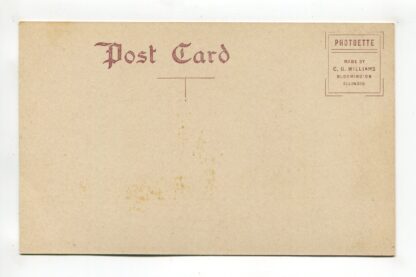 Post Card
PHOTOETTE
MADE BY
C. U. WILLIAMS
BLOOMINGTON
ILLINOIS